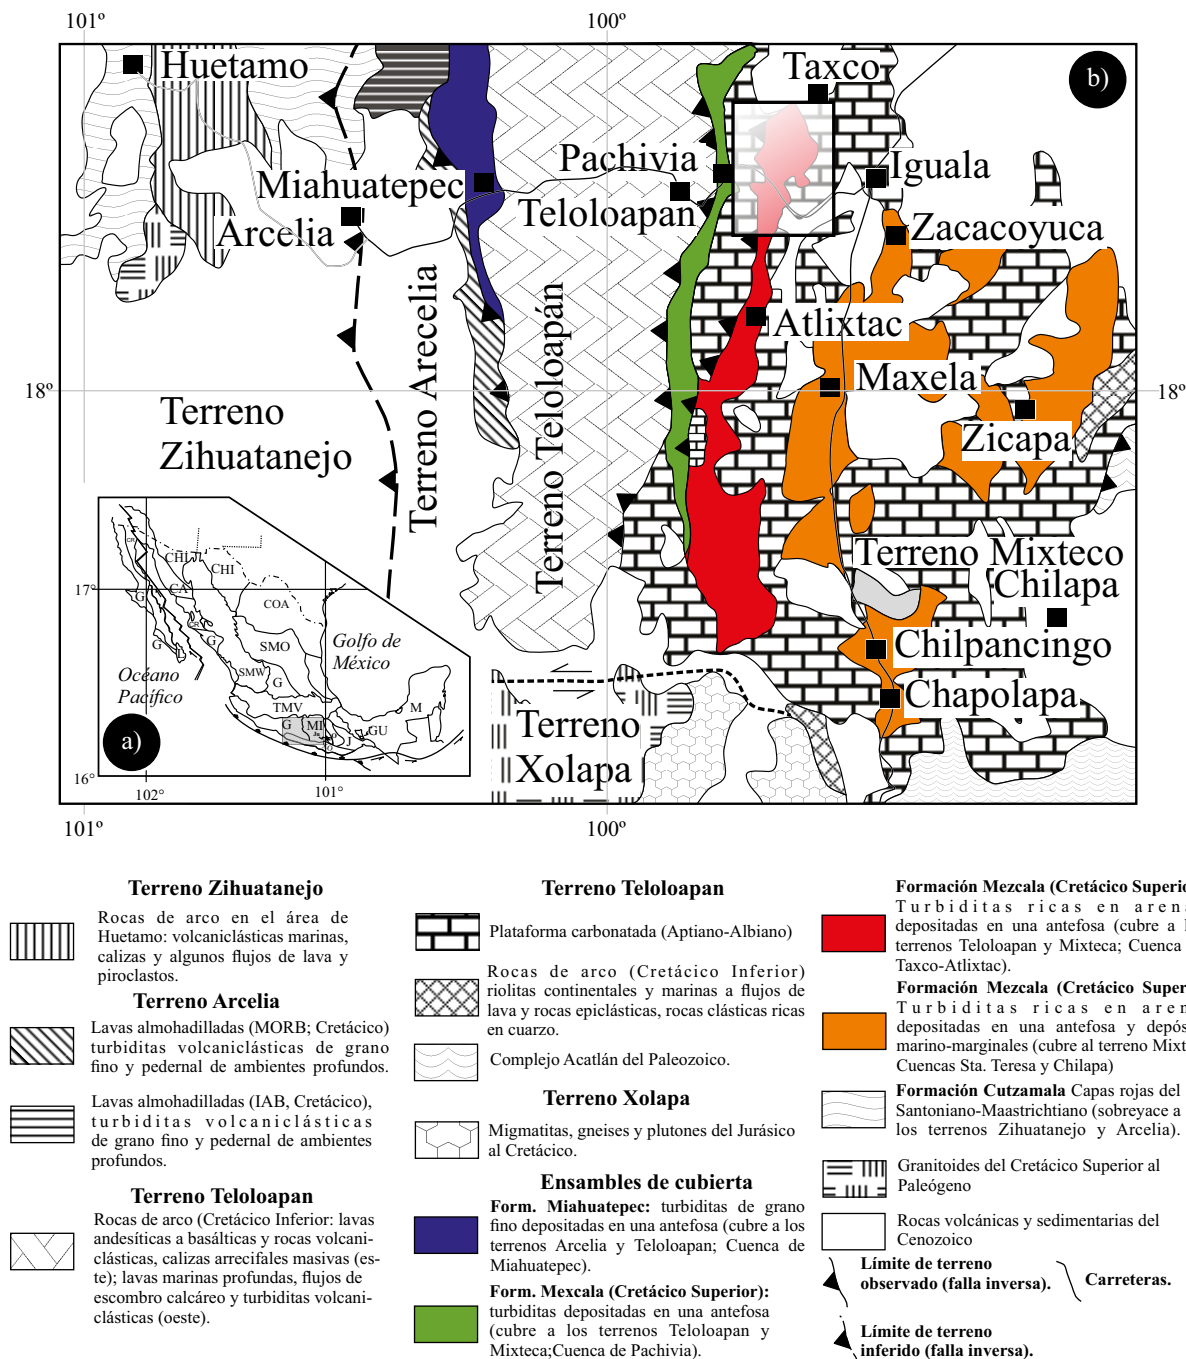 101º
100º
Huetamo
Taxco
b)
Pachivia
Iguala
Miahuatepec
Teloloapan
Arcelia
Zacacoyuca
Terreno Arecelia
Terreno Teloloapán
Atlixtac
18º
18º
Maxela
Terreno
Zihuatanejo
Zicapa
Terreno Mixteco
Chilapa
Chilpancingo
Chapolapa
Terreno
Xolapa
17º
CHI
CHI
CA
G
COA
G
G
SMO
Golfo de
México
Océano
Pacífico
SMW
G
TMV
M
G
MI
GU
J
a)
16º
102º
101º
101º
100º
Terreno Zihuatanejo
Rocas de arco en el área de
Huetamo: volcaniclásticas marinas,
calizas y algunos flujos de lava y
piroclastos.
Terreno Arcelia
Lavas almohadilladas (MORB; Cretácico)
turbiditas volcaniclásticas de grano
fino y pedernal de ambientes profundos.
Lavas almohadilladas (IAB, Cretácico),
turbiditas volcaniclásticas
de grano fino y pedernal de ambientes
profundos.
Terreno Teloloapan
Rocas de arco (Cretácico Inferior: lavas
andesíticas a basálticas y rocas volcani-
clásticas, calizas arrecifales masivas (es-
te); lavas marinas profundas, flujos de
escombro calcáreo y turbiditas volcani-
clásticas (oeste).
Terreno Teloloapan
Plataforma carbonatada (Aptiano-Albiano)
Rocas de arco (Cretácico Inferior)
riolitas continentales y marinas a flujos de
lava y rocas epiclásticas, rocas clásticas ricas
en cuarzo.
Complejo Acatlán del Paleozoico.
Terreno Xolapa
Migmatitas, gneises y plutones del Jurásico
al Cretácico.
Ensambles de cubierta
Form. Miahuatepec: turbiditas de grano
fino depositadas en una antefosa (cubre a los
terrenos Arcelia y Teloloapan; Cuenca de
Miahuatepec).
Form. Mexcala (Cretácico Superior):
turbiditas depositadas en una antefosa
(cubre a los terrenos Teloloapan y
Mixteca;Cuenca de Pachivia).
Formación Mezcala (Cretácico Superio
Turbiditas ricas en arena
depositadas en una antefosa (cubre a l
terrenos Teloloapan y Mixteca; Cuenca
Taxco-Atlixtac).
Formación Mezcala (Cretácico Super
Turbiditas ricas en aren
depositadas en una antefosa y depós
marino-marginales (cubre al terreno Mixt
Cuencas Sta. Teresa y Chilapa)
Formación Cutzamala Capas rojas del
Santoniano-Maastrichtiano (sobreyace a
los terrenos Zihuatanejo y Arcelia).
Granitoides del Cretácico Superior al
Paleógeno
Rocas volcánicas y sedimentarias del
Cenozoico
Límite de terreno
observado (falla inversa).
Carreteras.
Límite de terreno
inferido (falla inversa).